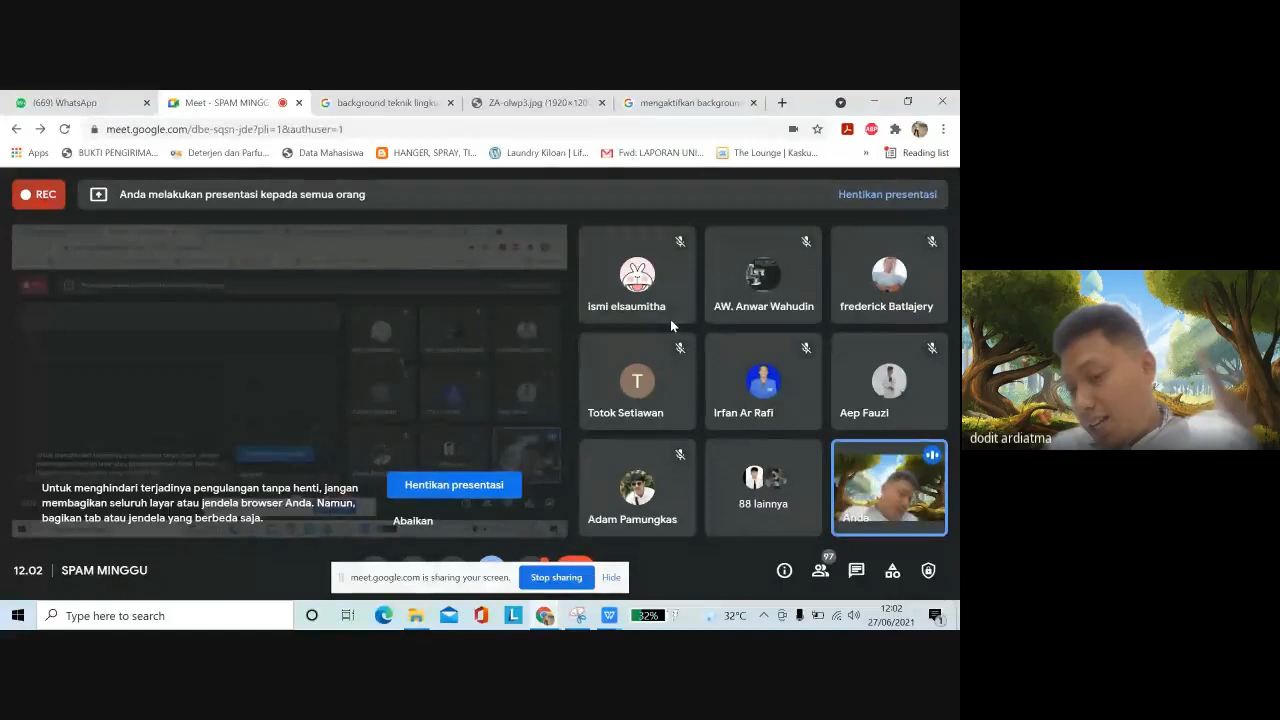 (669) WhatsApp
Meet - SPAM MINGG
background teknik lingku
ZA-olwp3.jpg (1920×120
mengaktifkan background
meet.google.com/dbe-sqsn-jde?pli=1&authuser=1
Apps
BUKTI PENGIRIMA...
Deterjen dan Parfu...
Data Mahasiswa
HANGER, SPRAY, TI...
Laundry Kiloan | Lif...
Fwd: LAPORAN UNI...
The Lounge | Kasku...
»
Reading list
REC
Anda melakukan presentasi kepada semua orang
Hentikan presentasi
ismi elsaumitha
AW. Anwar Wahudin
frederick Batlajery
T
Totok Setiawan
Irfan Ar Rafi
Aep Fauzi
Adam Pamungkas
88 lainnya
Anda
dodit ardiatma
Untuk menghindari terjadinya pengulangan tanpa henti, jangan
membagikan seluruh layar atau jendela browser Anda. Namun,
bagikan tab atau jendela yang berbeda saja.
Hentikan presentasi
Abaikan
12.02 | SPAM MINGGU
meet.google.com is sharing your screen.
Stop sharing
Hide
97
Type here to search
32%
32°C
12:02
27/06/2021